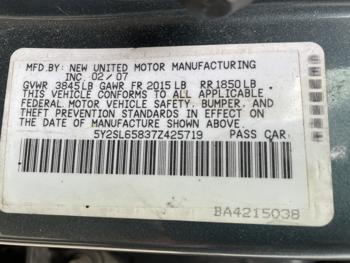 MFD.BY: NEW UNITED MOTOR MANUFACTURING
INC. 02/07
GVWR 3845LB GAWR FR 2015LB RR1850LB
THIS VEHICLE CONFORMS TO ALL APPLICABLE
FEDERAL MOTOR VEHICLE SAFETY, BUMPER, AND
THEFT PREVENTION STANDARDS IN EFFECT ON
THE DATE OF MANUFACTURE SHOWN ABOVE.
5Y2SL65837Z425719 PASS CAR
BA4215038